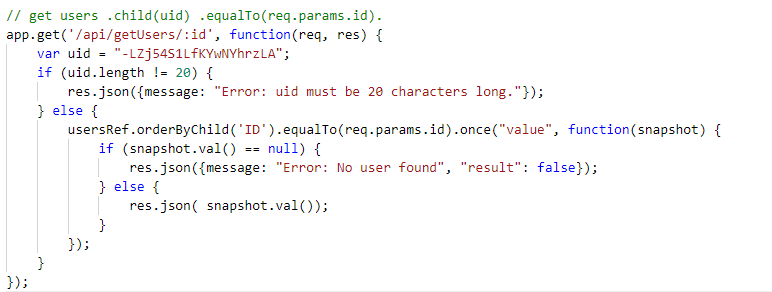 // get users .child(uid) .equalTo(req.params.id).
app.get('/api/getUsers/:id', function(req, res) {
var uid = "-LZj54S1LfKYwNYhrzLA";
if (uid.length != 20) {
res.json({message: "Error: uid must be 20 characters long."});
} else {
usersRef.orderByChild('ID').equalTo(req.params.id).once("value", function(snapshot) {
if (snapshot.val() == null) {
res.json({message: "Error: No user found", "result": false});
} else {
res.json( snapshot.val());
}
});
}
});